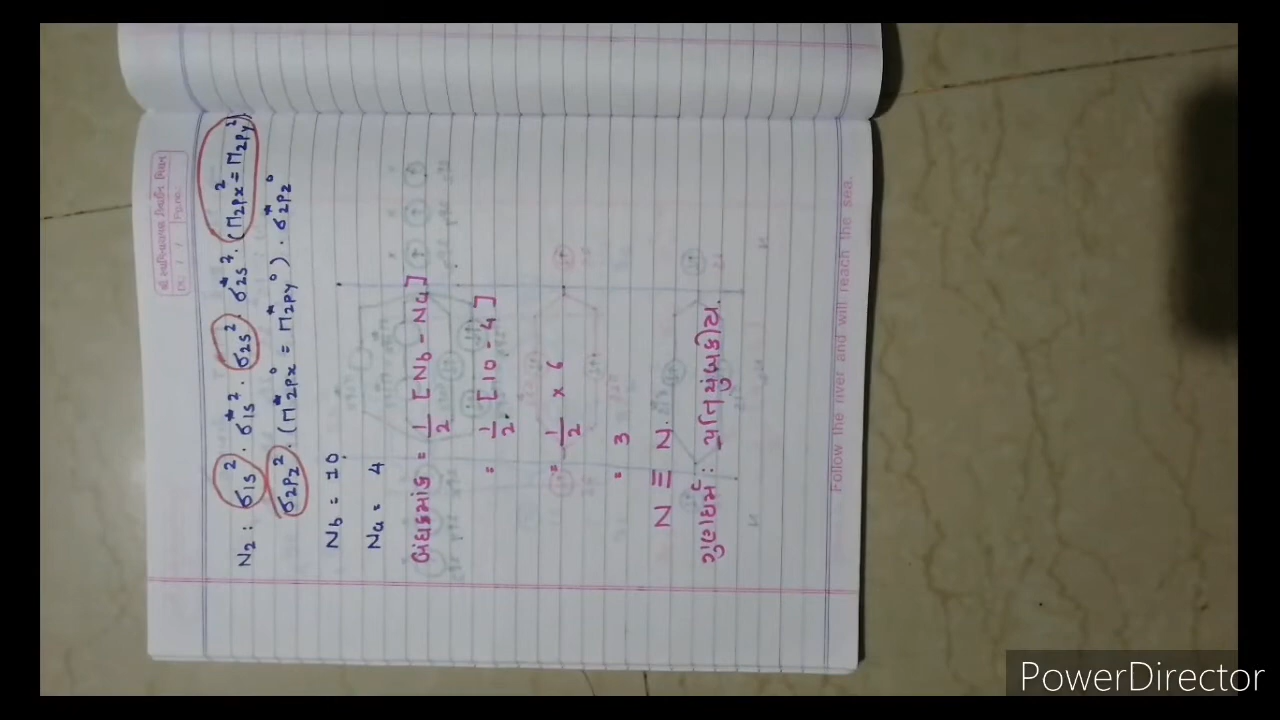 N₂ : σ1s² · σ*1s² · σ2s² · σ*2s² · (π2px² = π2py²)
σ2pz² · (π*2px⁰ = π*2py⁰) · σ*2pz⁰
Nb = 10
Na = 4
બંધક્રમાંક = 1/2 [Nb - Na]
= 1/2 [10 - 4]
= 1/2 × 6
= 3
N ≡ N.
ગુણધર્મ : પ્રતિચુંબકીય.
Follow the river and will reach the sea.
PowerDirector